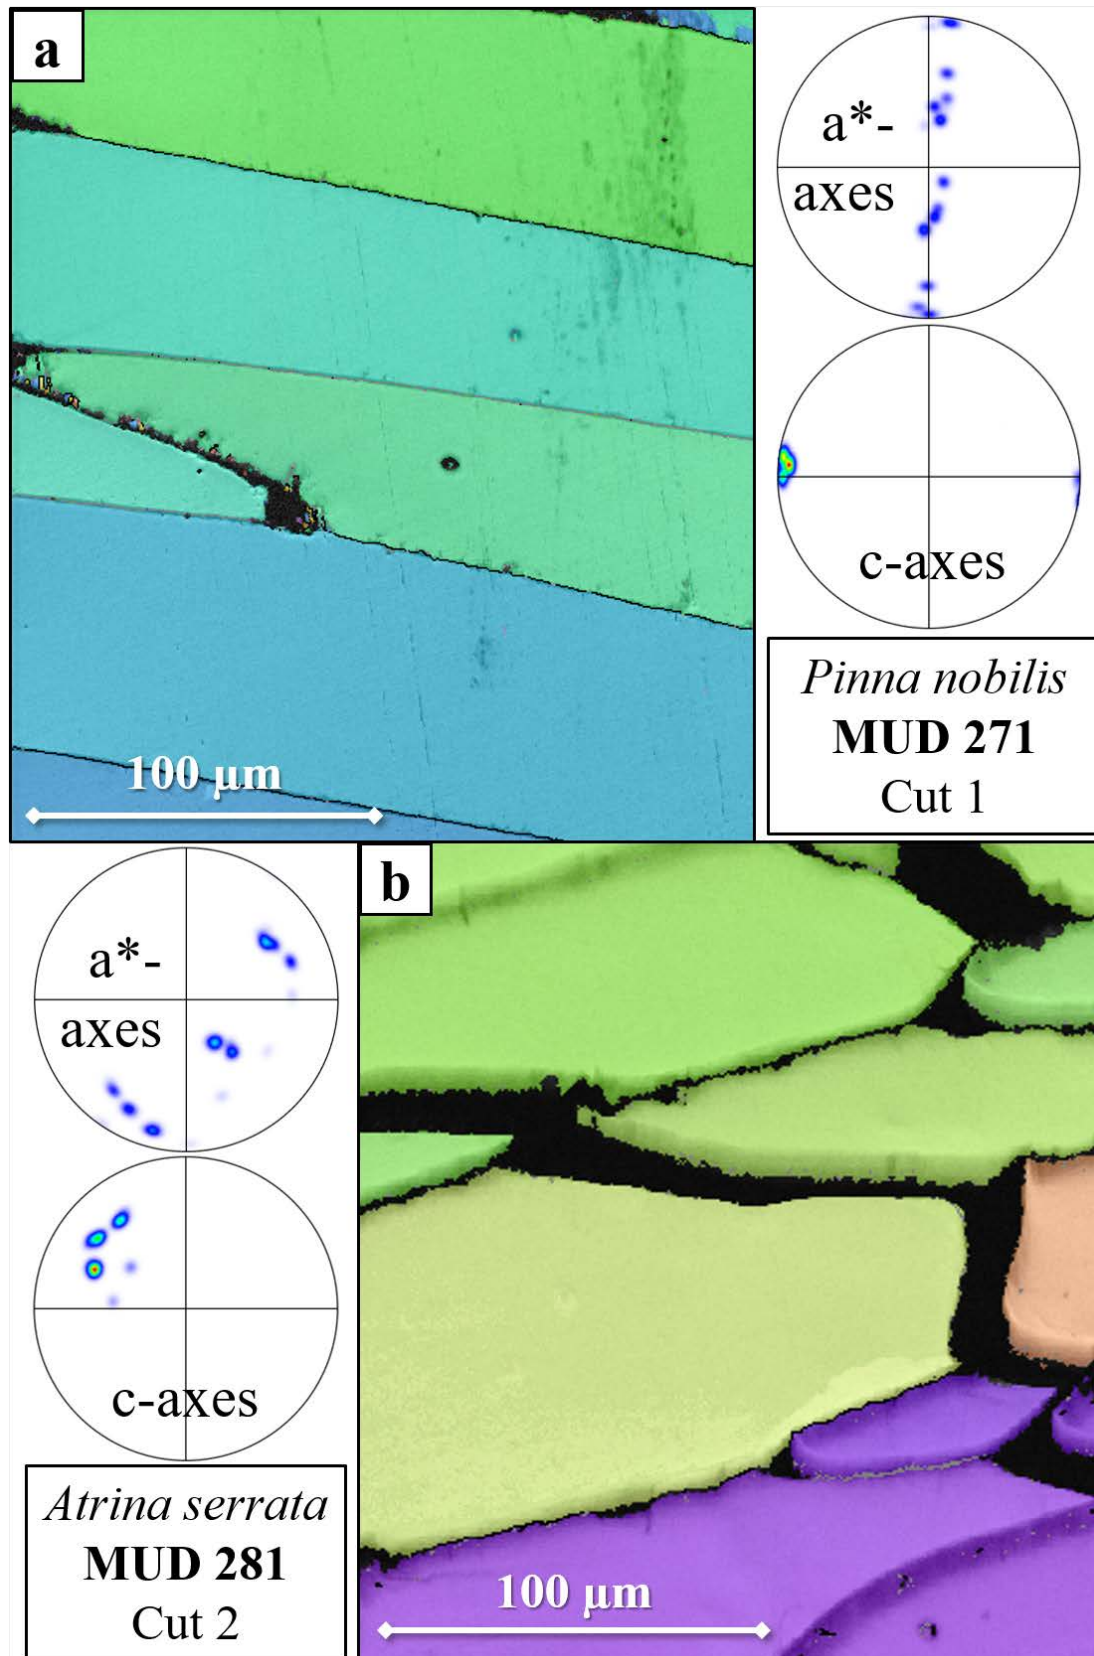 a
a*-
axes
c-axes
Pinna nobilis
MUD 271
Cut 1
100 µm
a*-
axes
c-axes
Atrina serrata
MUD 281
Cut 2
b
100 µm